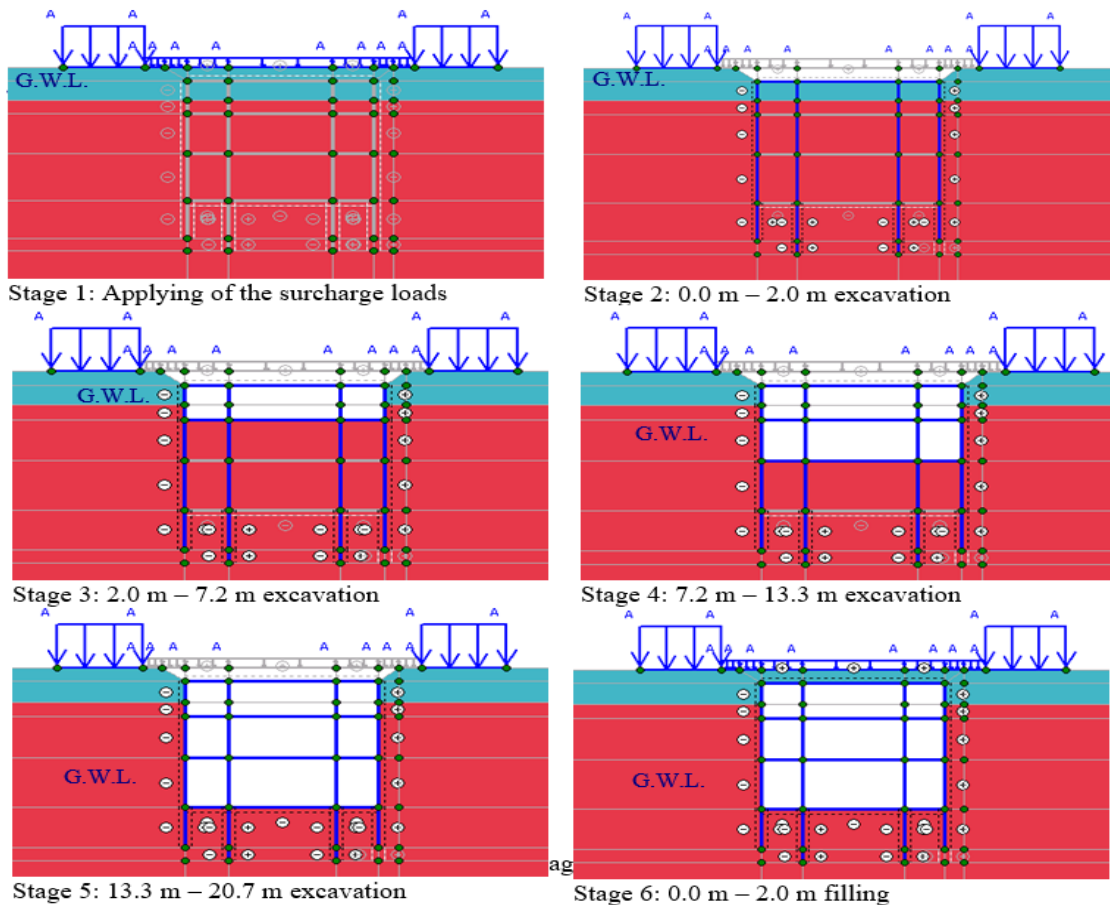 A A A A
A A A A A A A A
G.W.L.
Stage 1: Applying of the surcharge loads
A A A A
A A A A A A A A
G.W.L.
Stage 2: 0.0 m – 2.0 m excavation
A A A A
A A A A A A A A
G.W.L.
Stage 3: 2.0 m – 7.2 m excavation
A A A A
A A A A A A A A
G.W.L.
Stage 4: 7.2 m – 13.3 m excavation
A A A A
A A A A A A A A
G.W.L.
Stage 5: 13.3 m – 20.7 m excavation
ag
A A A A
A A A A A A A A
G.W.L.
Stage 6: 0.0 m – 2.0 m filling